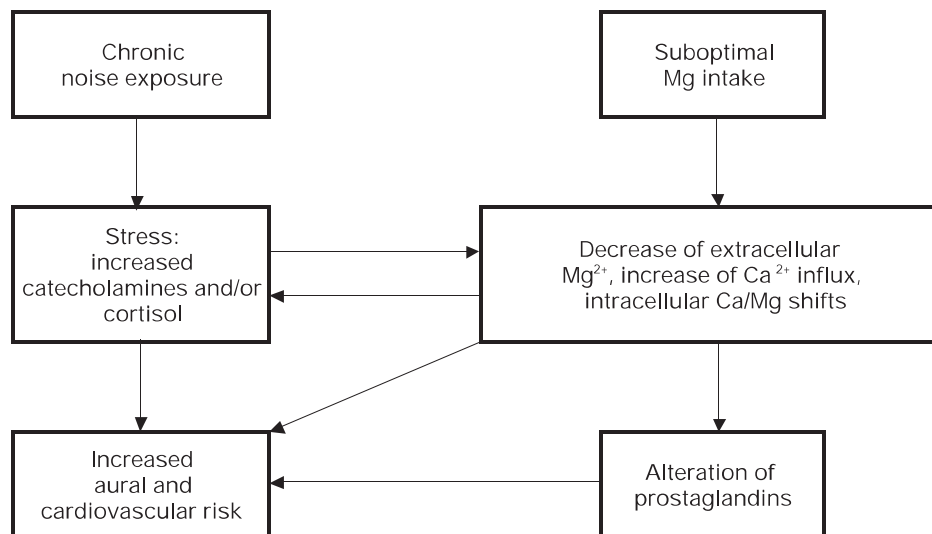 Chronic
noise exposure
Suboptimal
Mg intake
Stress:
increased
catecholamines and/or
cortisol
Decrease of extracellular
Mg²⁺, increase of Ca²⁺ influx,
intracellular Ca/Mg shifts
Increased
aural and
cardiovascular risk
Alteration of
prostaglandins